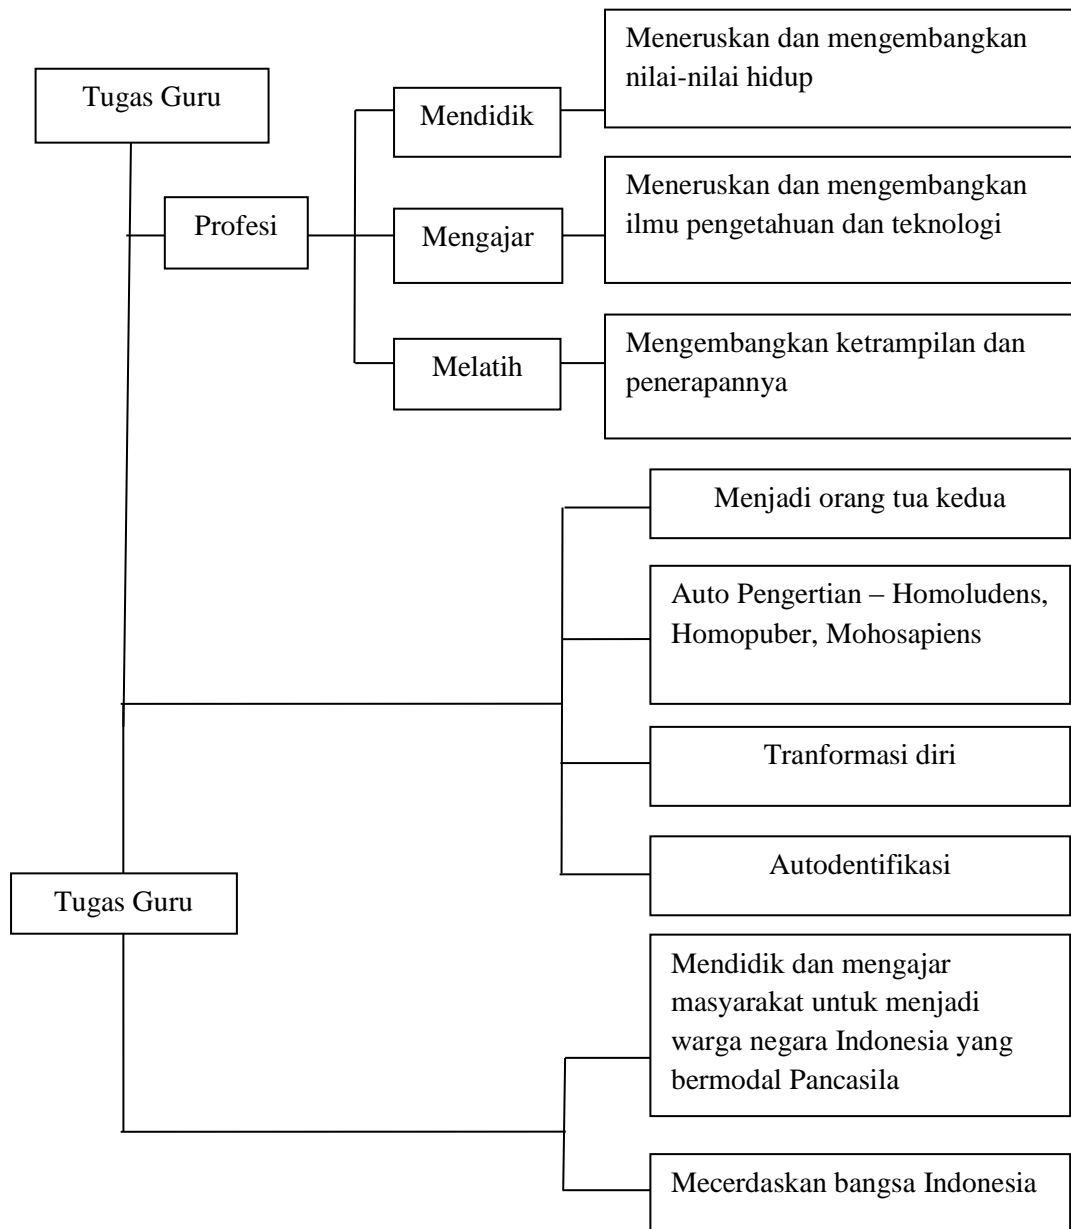 Tugas Guru
Profesi
Mendidik
Meneruskan dan mengembangkan
nilai-nilai hidup
Mengajar
Meneruskan dan mengembangkan
ilmu pengetahuan dan teknologi
Melatih
Mengembangkan ketrampilan dan
penerapannya
Menjadi orang tua kedua
Auto Pengertian – Homoludens,
Homopuber, Mohosapiens
Tranformasi diri
Autodentifikasi
Tugas Guru
Mendidik dan mengajar
masyarakat untuk menjadi
warga negara Indonesia yang
bermodal Pancasila
Mecerdaskan bangsa Indonesia